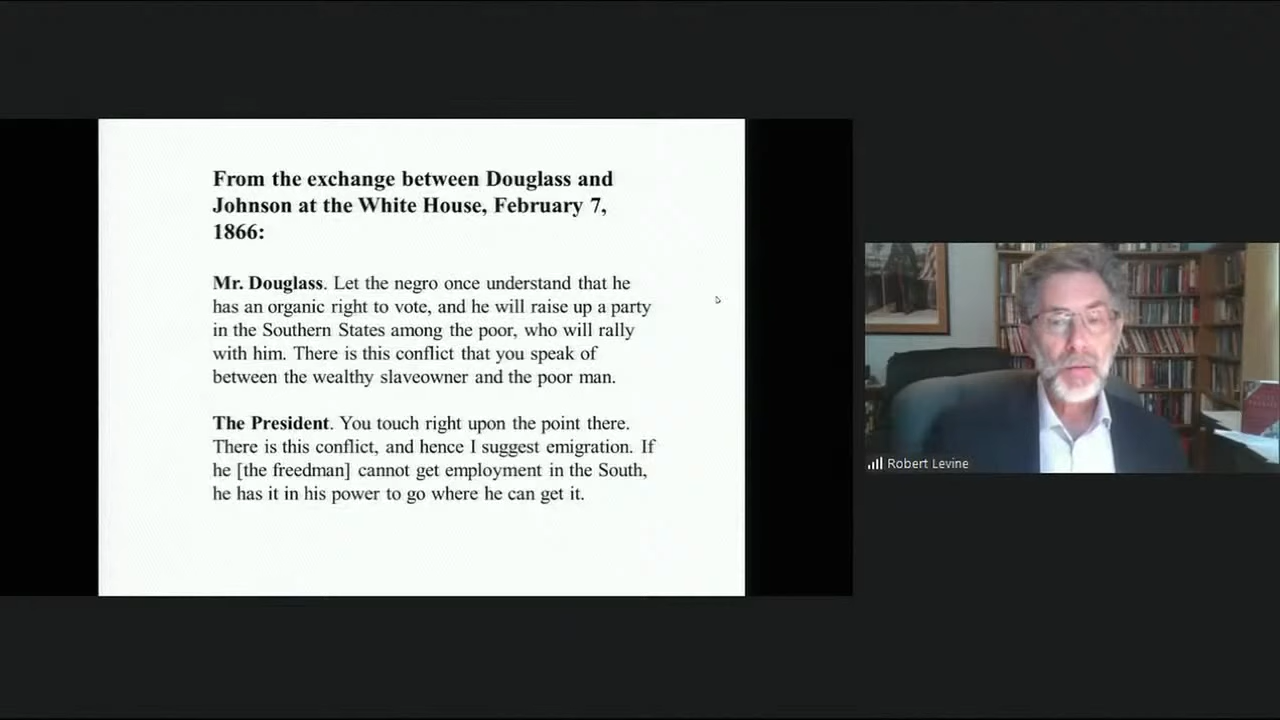 From the exchange between Douglass and
Johnson at the White House, February 7,
1866:
Mr. Douglass. Let the negro once understand that he
has an organic right to vote, and he will raise up a party
in the Southern States among the poor, who will rally
with him. There is this conflict that you speak of
between the wealthy slaveowner and the poor man.
The President. You touch right upon the point there.
There is this conflict, and hence I suggest emigration. If
he [the freedman] cannot get employment in the South,
he has it in his power to go where he can get it.
Robert Levine